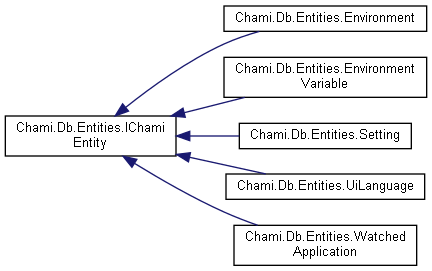 Chami.Db.Entities.Environment
Chami.Db.Entities.Environment
Variable
Chami.Db.Entities.IChami
Entity
Chami.Db.Entities.Setting
Chami.Db.Entities.UiLanguage
Chami.Db.Entities.Watched
Application